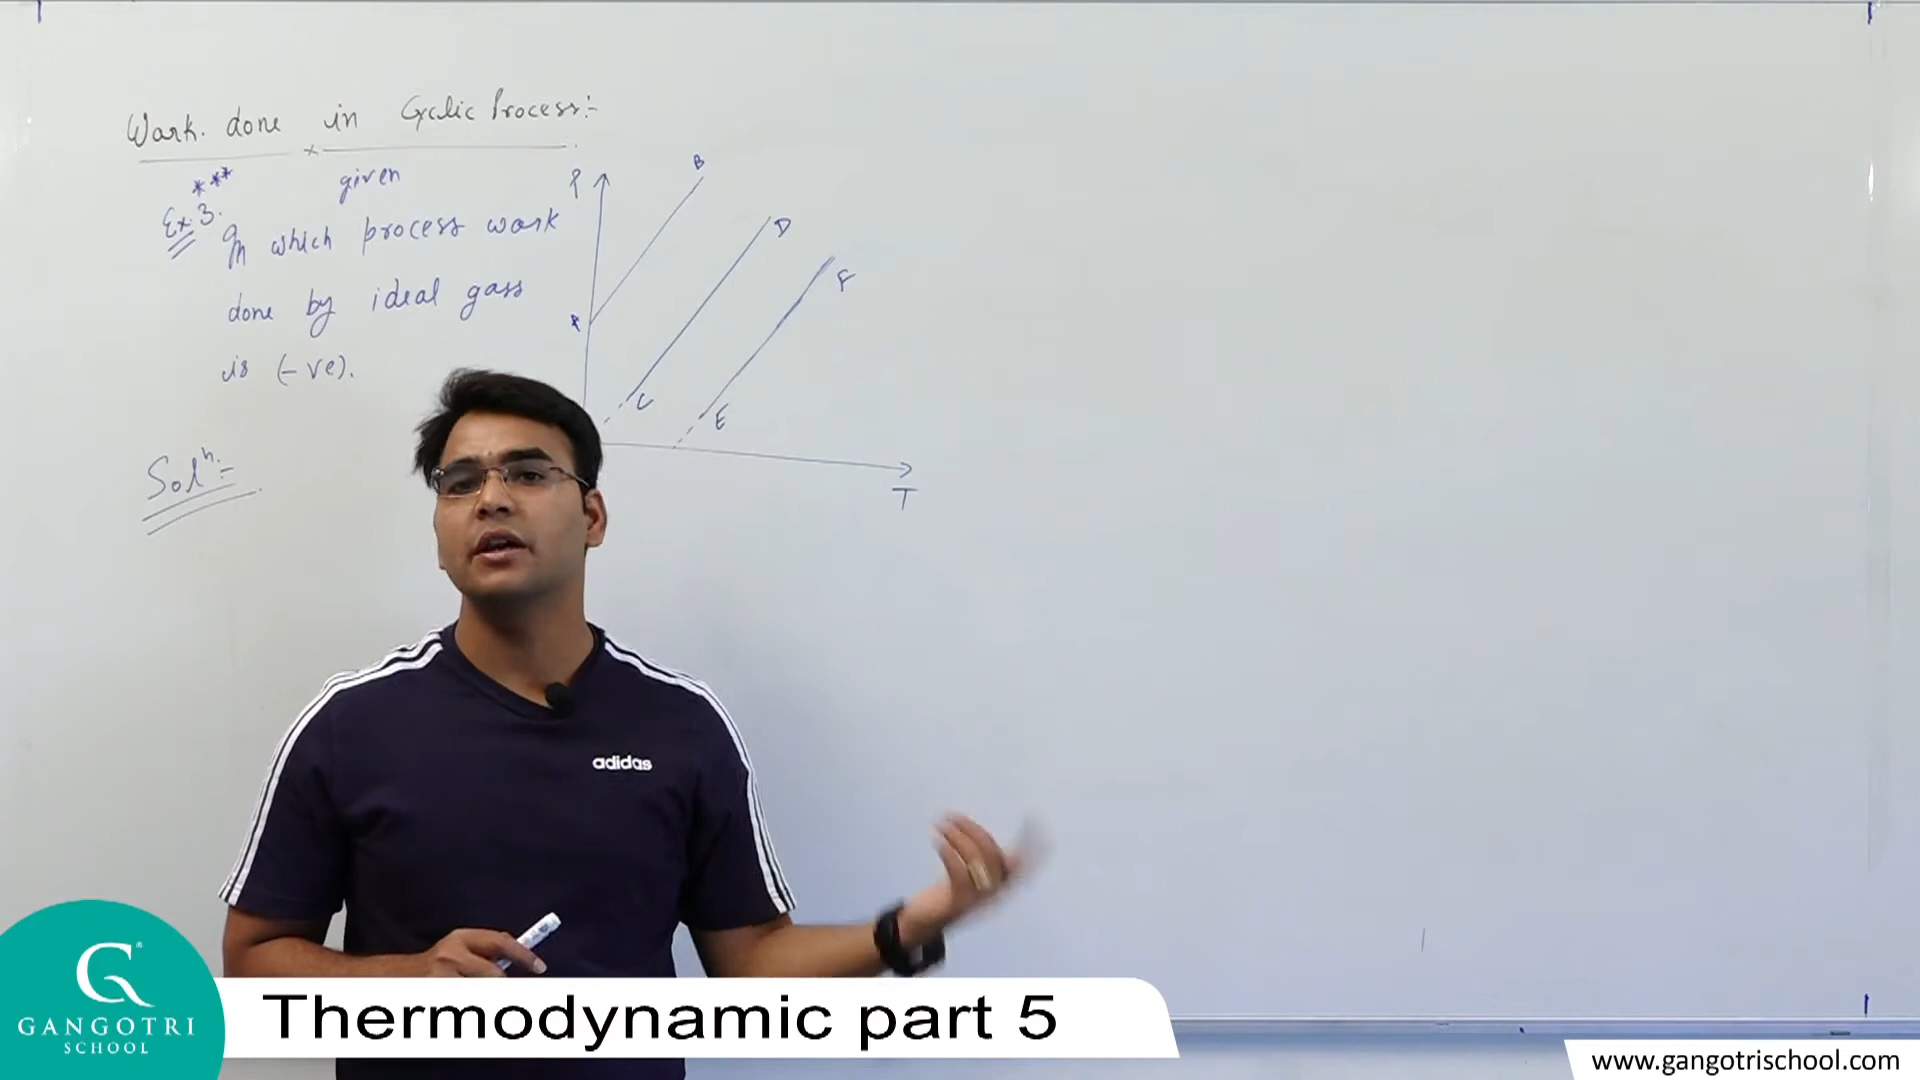 Work done in Cyclic Process:-
***
given
Ex. 3. In which process work
done by ideal gass
is (-ve).
Solⁿ:=
P
B
D
F
A
C
E
T
adidas
GANGOTRI
SCHOOL
Thermodynamic part 5
www.gangotrischool.com